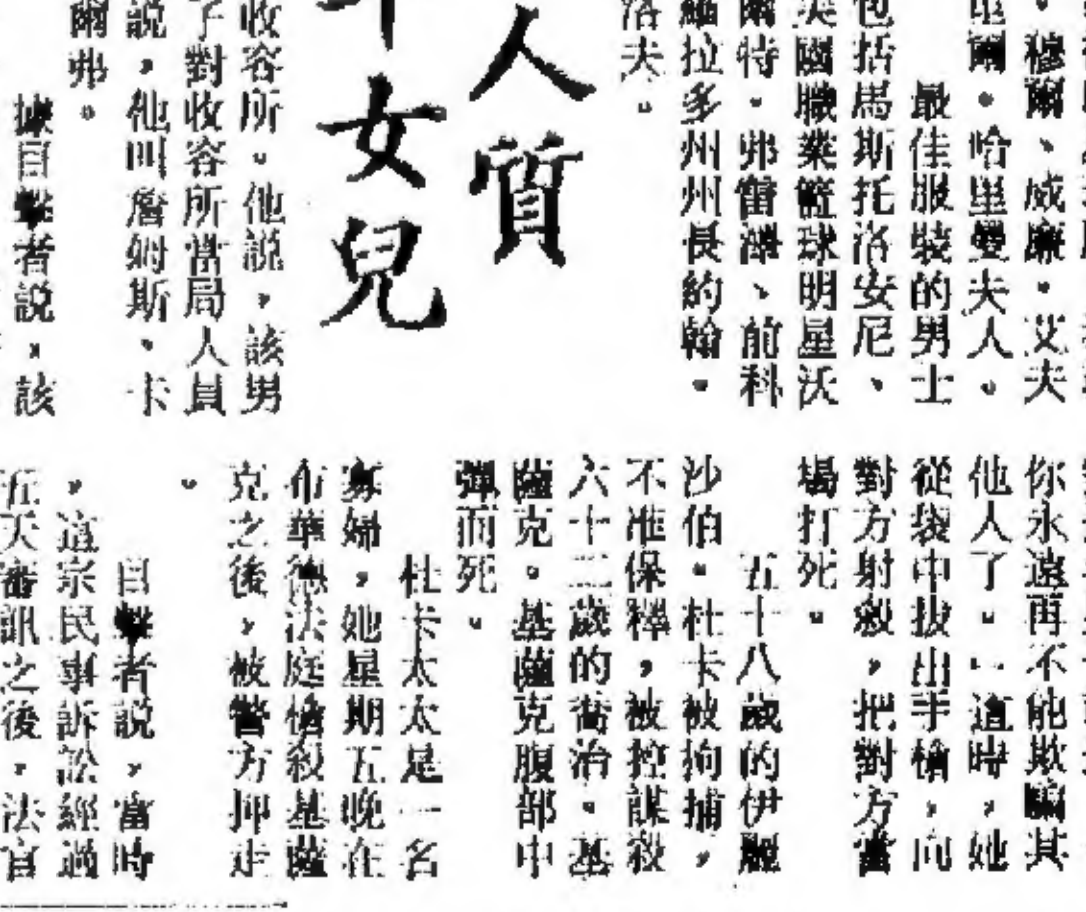 穆爾、威廉·艾夫
里爾·哈里曼夫人。
最佳服裝的男士
包括馬斯托洛安尼、
美國職業籃球明星沃
爾特·弗雷澤、前科
羅拉多州州長約翰·
洛夫。
人質
女兒
收容所。他說，該男
子對收容所當局人員
說，他叫詹姆斯·卡
爾弗。
據目擊者說，該
你永遠再不能欺騙其
他人了。」這時，她
從袋中拔出手槍，向
對方射殺，把對方當
場打死。
五十八歲的伊麗
沙伯·杜卡被拘捕，
不准保釋，被控謀殺
六十三歲的喬治·基
薩克。基薩克腹部中
彈而死。
杜卡太太是一名
寡婦，她星期五晚在
布華德法庭槍殺基薩
克之後，被警方押走
。
目擊者說，當時
，這宗民事訴訟經過
五天審訊之後，法官